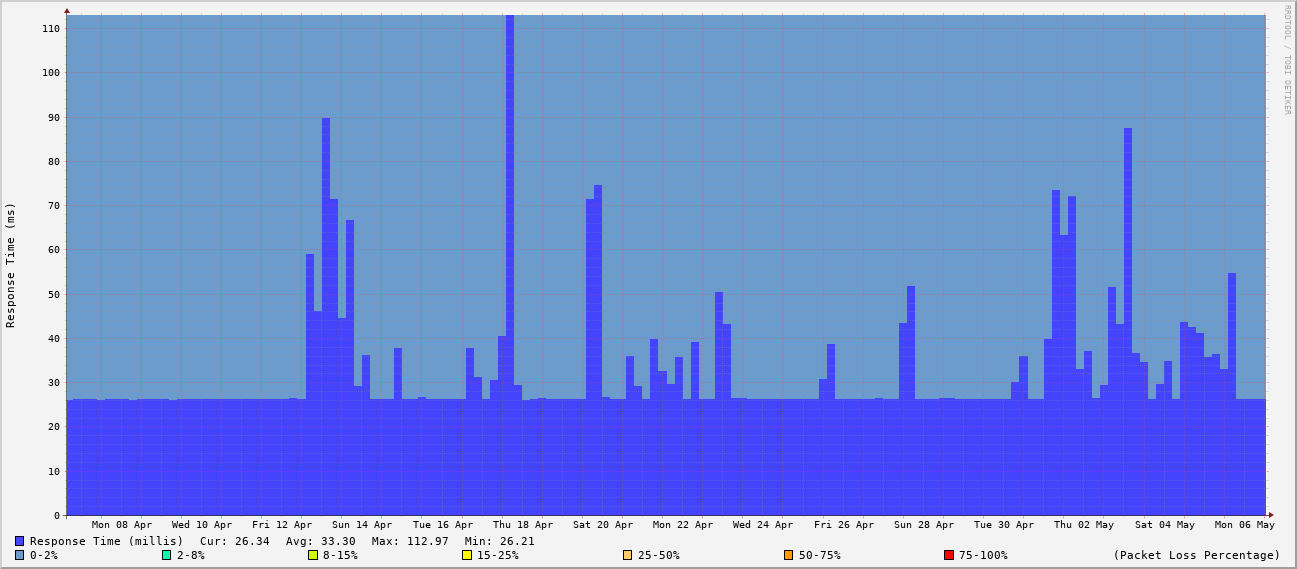 RRDTOOL / TOBI OETIKER
Response Time (ms)
110
100
90
80
70
60
50
40
30
20
10
0
Mon 08 Apr Wed 10 Apr Fri 12 Apr Sun 14 Apr Tue 16 Apr Thu 18 Apr Sat 20 Apr Mon 22 Apr Wed 24 Apr Fri 26 Apr Sun 28 Apr Tue 30 Apr Thu 02 May Sat 04 May Mon 06 May
Response Time (millis) Cur: 26.34 Avg: 33.30 Max: 112.97 Min: 26.21
0-2% 2-8% 8-15% 15-25% 25-50% 50-75% 75-100% (Packet Loss Percentage)